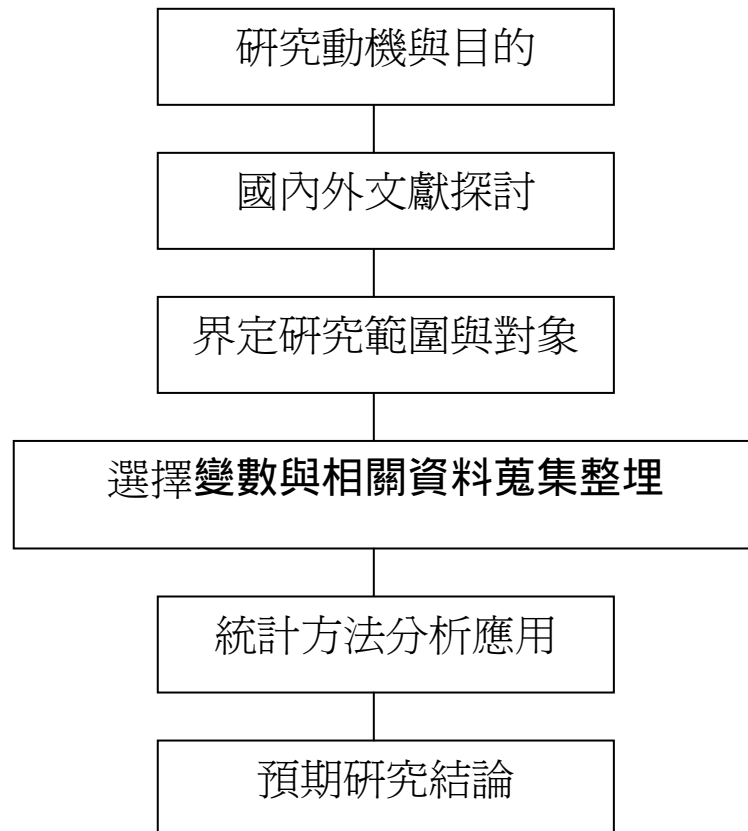 研究動機與目的
國內外文獻探討
界定研究範圍與對象
選擇變數與相關資料蒐集整埋
統計方法分析應用
預期研究結論